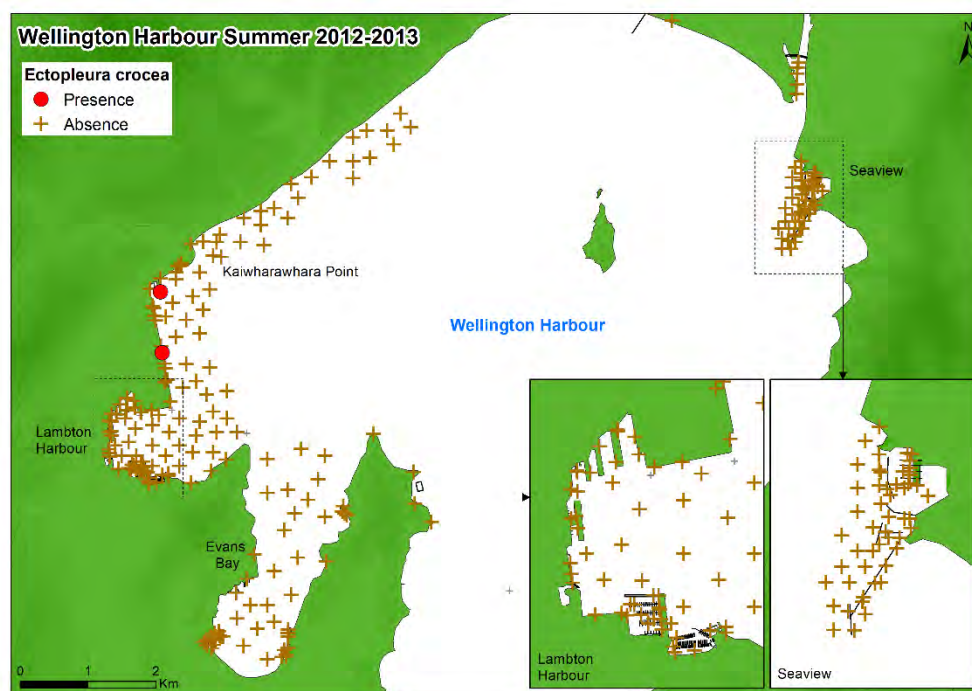 Wellington Harbour Summer 2012-2013
Ectopleura crocea
Presence
Absence
N
Seaview
Kaiwharawhara Point
Wellington Harbour
Lambton
Harbour
Evans
Bay
0 1 2
Km
Lambton
Harbour
Seaview